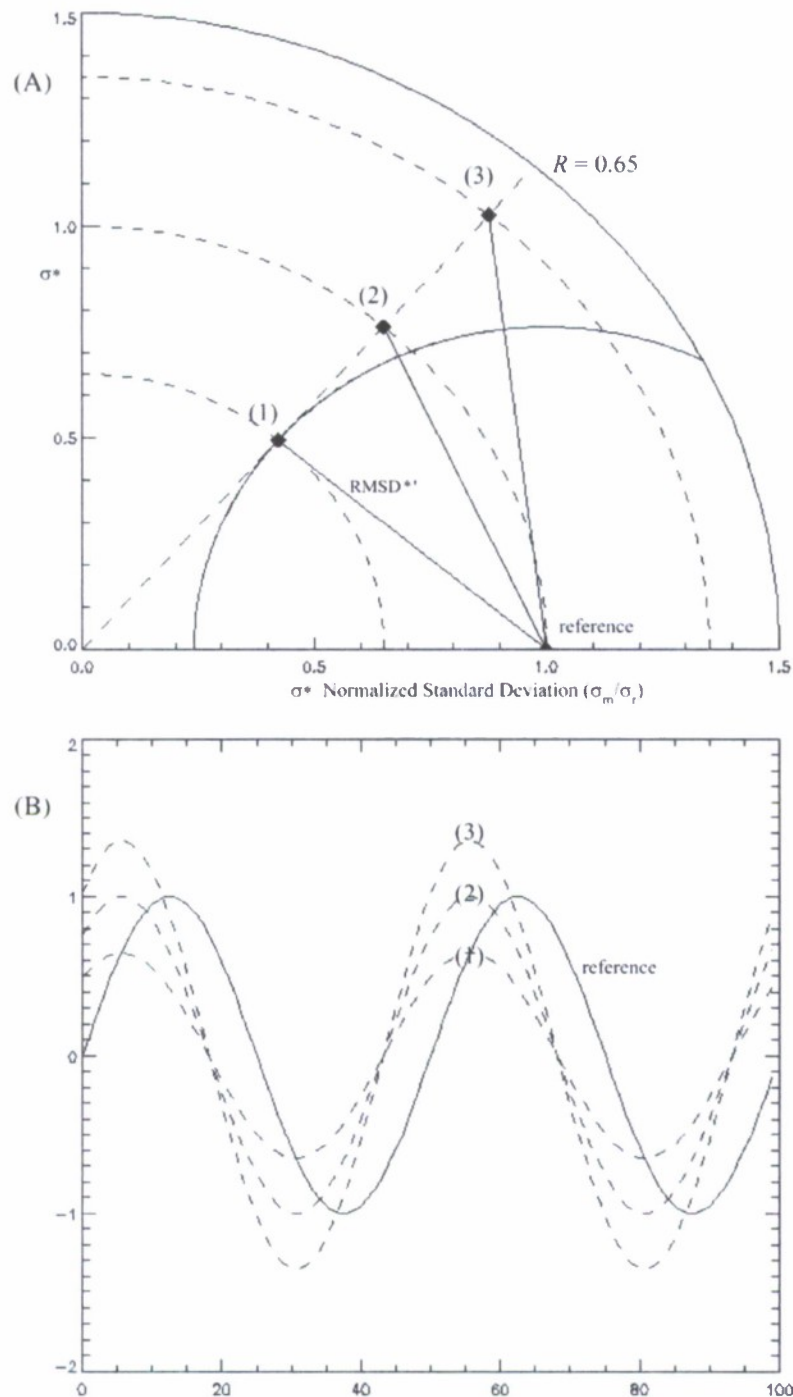 1.5
(A)
(3)
R = 0.65
1.0
σ*
(2)
(1)
0.5
RMSD*'
reference
0.0
0.0 0.5 1.0 1.5
σ* Normalized Standard Deviation (σm/σr)
2
(B)
(3)
1
(2)
(1)
reference
0
-1
-2
0 20 40 60 80 100